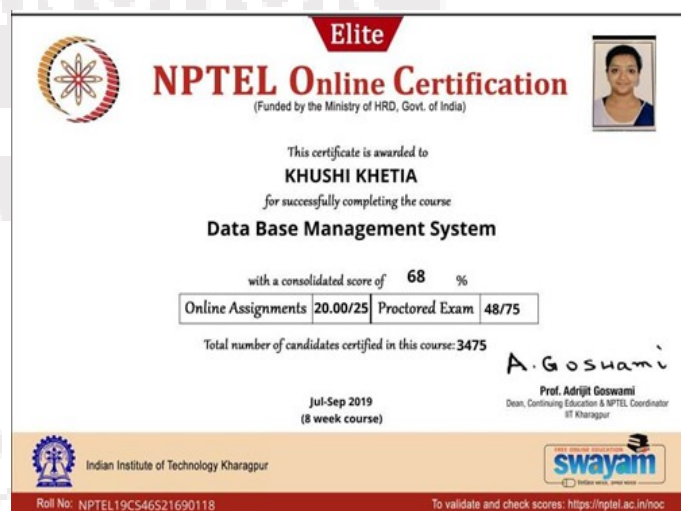 Elite
NPTEL Online Certification
(Funded by the Ministry of HRD, Govt. of India)
This certificate is awarded to
KHUSHI KHETIA
for successfully completing the course
Data Base Management System
with a consolidated score of 68 %
Online Assignments 20.00/25 Proctored Exam 48/75
Total number of candidates certified in this course: 3475
A. Goswami
Prof. Adrijit Goswami
Dean, Continuing Education & NPTEL Coordinator
IIT Kharagpur
Jul-Sep 2019
(8 week course)
Indian Institute of Technology Kharagpur
FREE ONLINE EDUCATION
swayam
Roll No: NPTEL19CS46S21690118
To validate and check scores: https://nptel.ac.in/noc